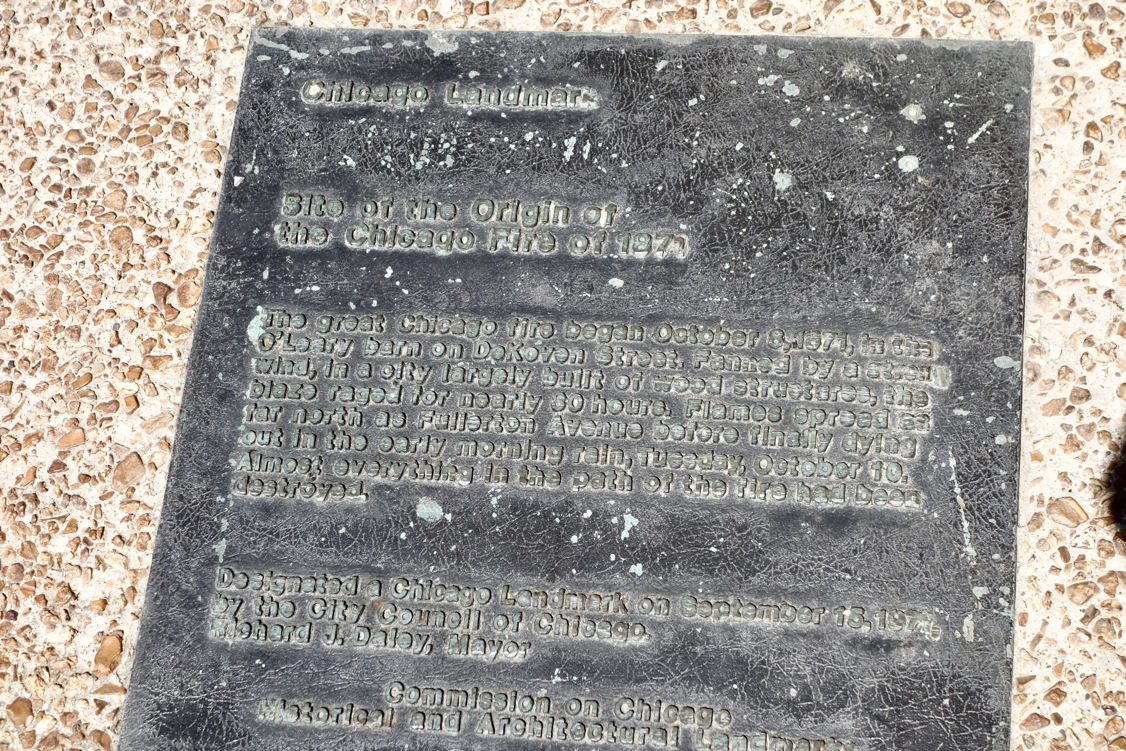 Chicago Landmark
Site of the Origin of
the Chicago Fire of 1871
The great Chicago fire began October 8, 1871, in the
O'Leary barn on DeKoven Street. Fanned by a strong
wind, in a city largely built of wood structures, the
blaze raged for nearly 30 hours. Flames spread as
far north as Fullerton Avenue before finally dying
out in the early morning rain, Tuesday, October 10.
Almost everything in the path of the fire had been
destroyed.
Designated a Chicago Landmark on September 15, 1971,
by the City Council of Chicago.
Richard J. Daley, Mayor
Commission on Chicago
Historical and Architectural Landmarks